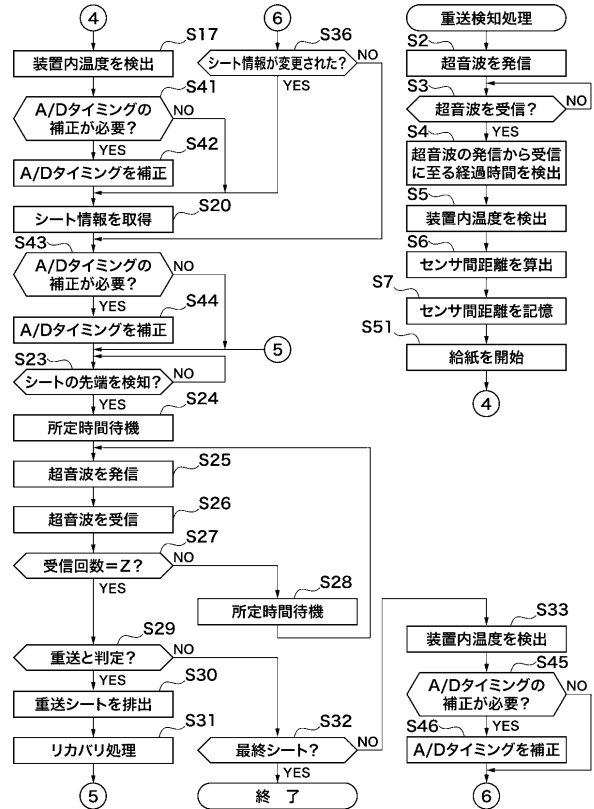 重送検知処理
S2
超音波を発信
S3
超音波を受信？
NO
YES
S4
超音波の発信から受信
に至る経過時間を検出
S5
装置内温度を検出
S6
センサ間距離を算出
S7
センサ間距離を記憶
S51
給紙を開始
④
④
S17
装置内温度を検出
S41
A/Dタイミングの
補正が必要？
NO
YES
S42
A/Dタイミングを補正
⑥
S36
シート情報が変更された？
NO
YES
S20
シート情報を取得
S43
A/Dタイミングの
補正が必要？
NO
YES
S44
A/Dタイミングを補正
⑤
S23
シートの先端を検知？
NO
YES
S24
所定時間待機
S25
超音波を発信
S26
超音波を受信
S27
受信回数＝Z？
NO
YES
S28
所定時間待機
S29
重送と判定？
NO
YES
S30
重送シートを排出
S31
リカバリ処理
⑤
S32
最終シート？
NO
YES
終 了
S33
装置内温度を検出
S45
A/Dタイミングの
補正が必要？
NO
YES
S46
A/Dタイミングを補正
⑥